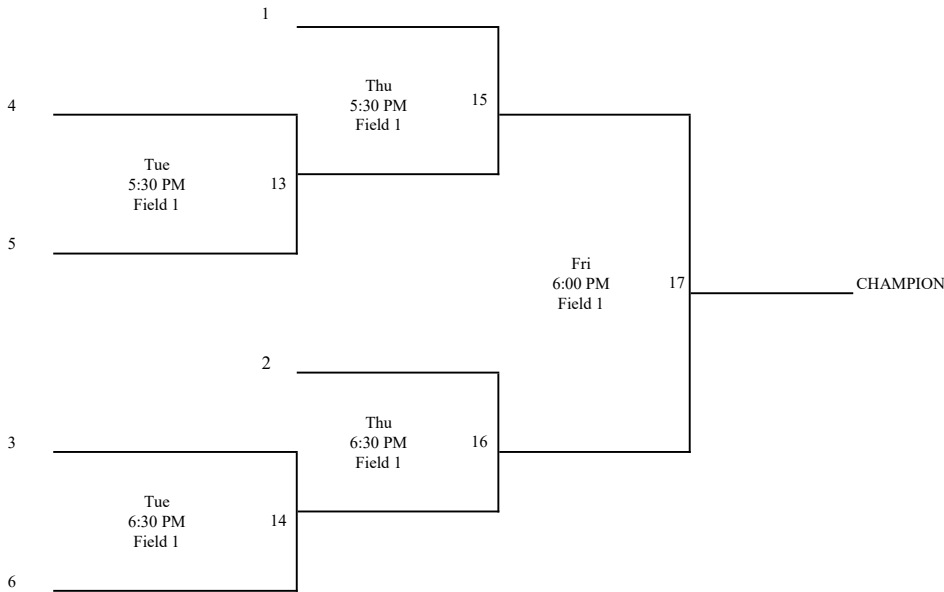 1
Thu
5:30 PM
Field 1
15
4
Tue
5:30 PM
Field 1
13
5
Fri
6:00 PM
Field 1
17
CHAMPION
2
Thu
6:30 PM
Field 1
16
3
Tue
6:30 PM
Field 1
14
6